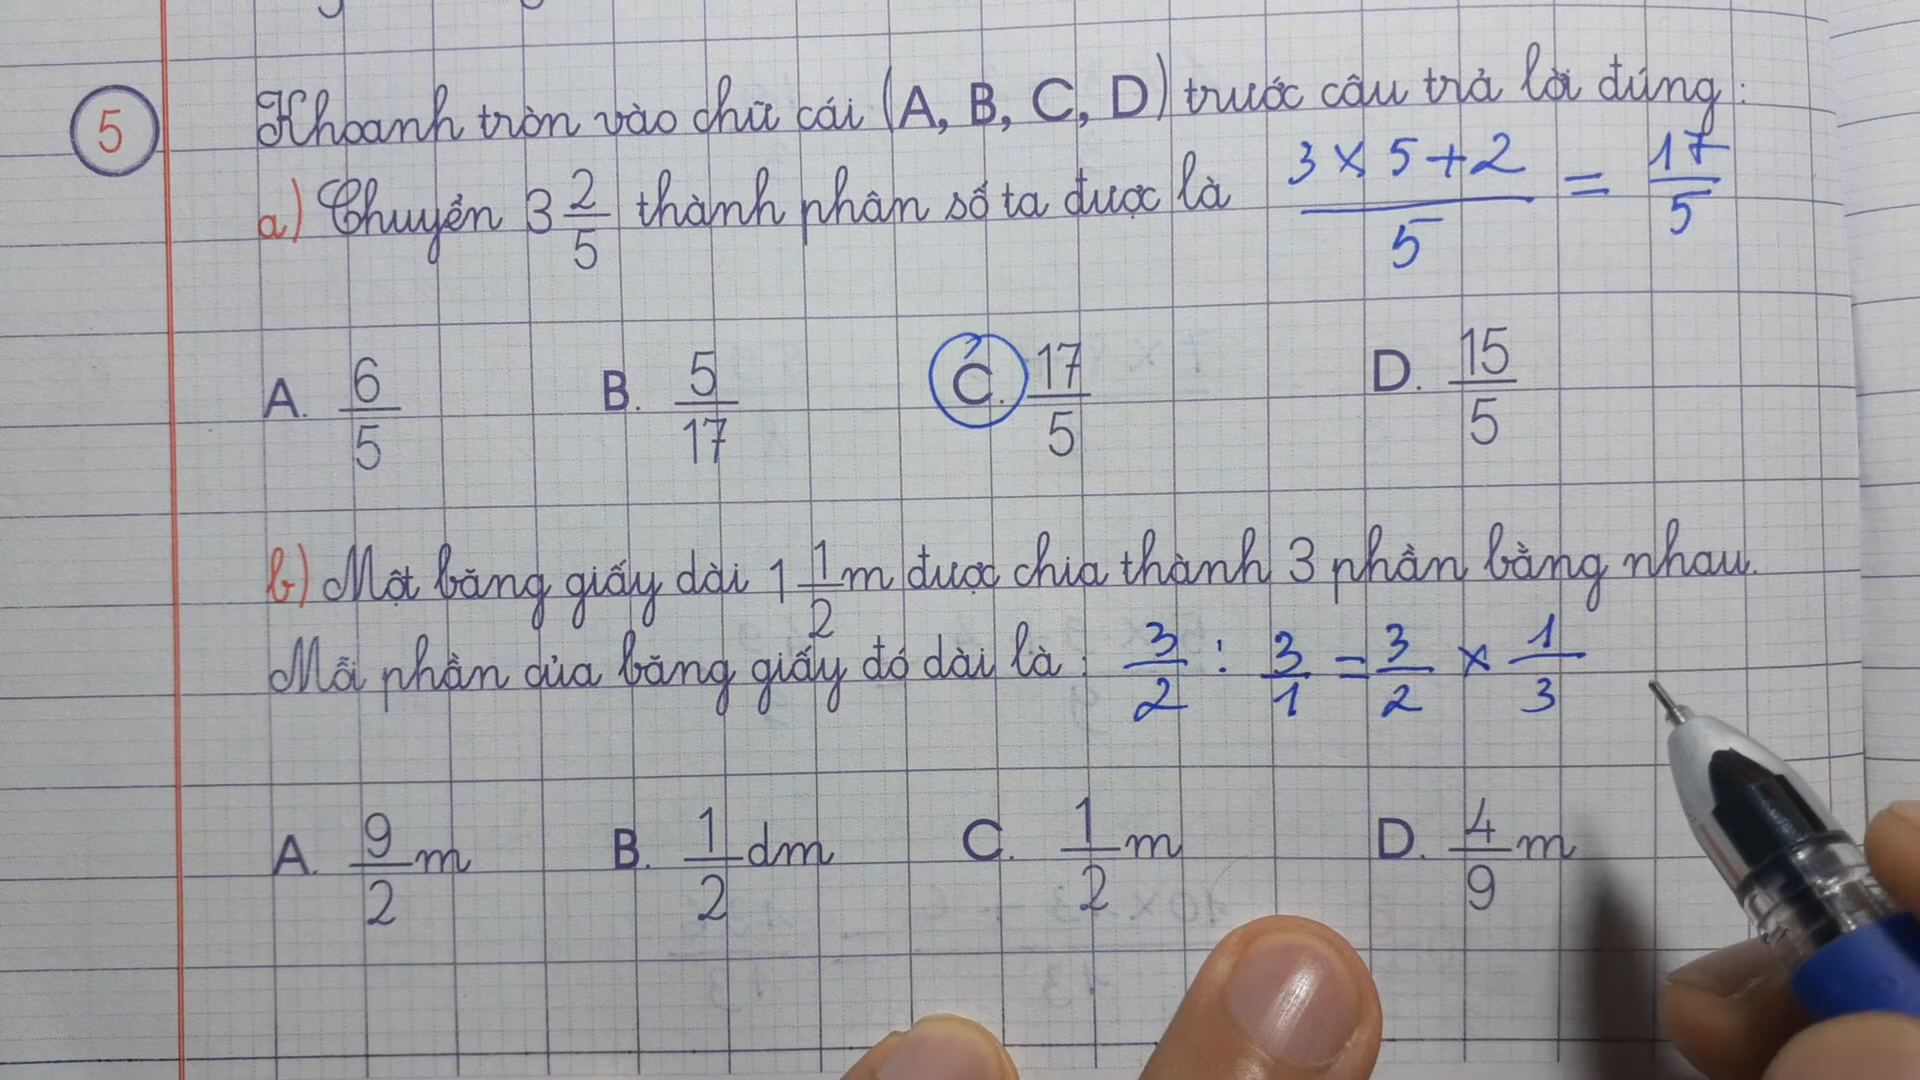 5 Khoanh tròn vào chữ cái (A, B, C, D) trước câu trả lời đúng:
a) Chuyển 3 2/5 thành phân số ta được là (3 × 5 + 2)/5 = 17/5
A. 6/5 B. 5/17 C. 17/5 D. 15/5
b) Một băng giấy dài 1 1/2 m được chia thành 3 phần bằng nhau.
Mỗi phần của băng giấy đó dài là: 3/2 : 3/1 = 3/2 × 1/3
A. 9/2 m B. 1/2 dm C. 1/2 m D. 4/9 m